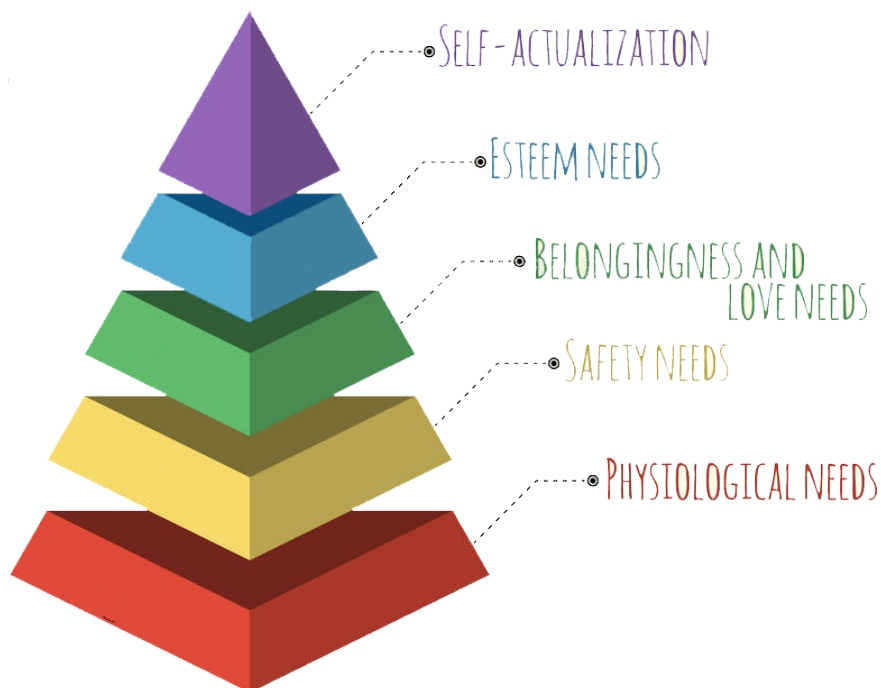 Self-actualization
Esteem needs
Belongingness and
love needs
Safety needs
Physiological needs